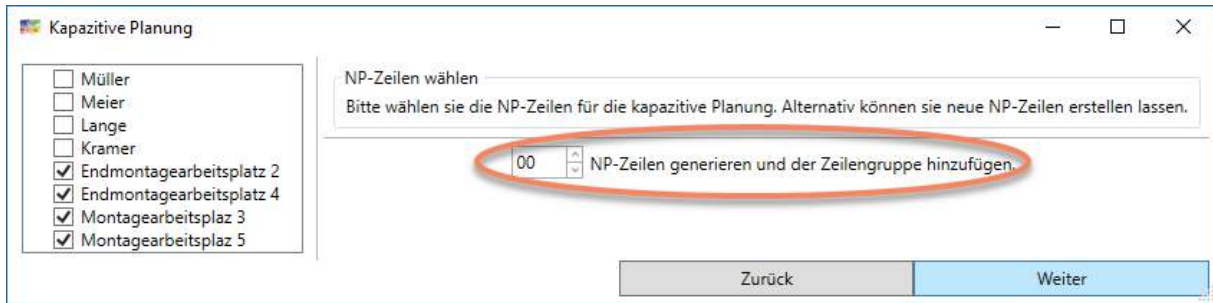 Kapazitive Planung
Müller
Meier
Lange
Kramer
Endmontagearbeitsplatz 2
Endmontagearbeitsplatz 4
Montagearbeitsplaz 3
Montagearbeitsplaz 5
NP-Zeilen wählen
Bitte wählen sie die NP-Zeilen für die kapazitive Planung. Alternativ können sie neue NP-Zeilen erstellen lassen.
00 NP-Zeilen generieren und der Zeilengruppe hinzufügen.
Zurück Weiter